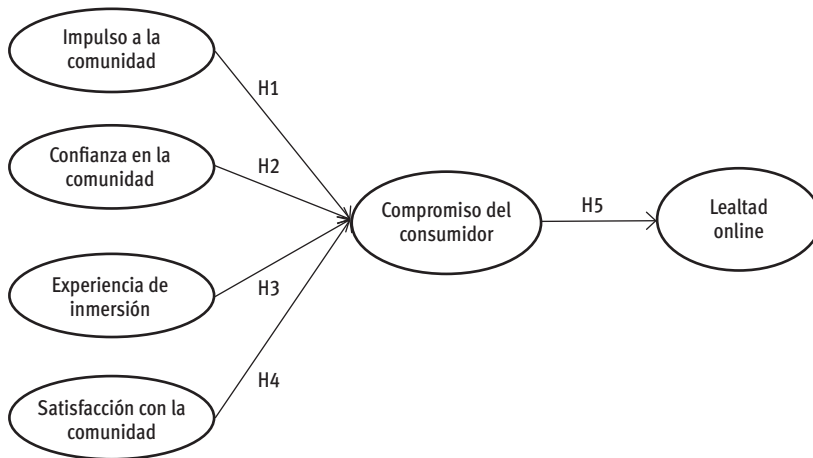 Impulso a la
comunidad
H1
Confianza en la
comunidad
H2
Experiencia de
inmersión
H3
Satisfacción con la
comunidad
H4
Compromiso del
consumidor
H5
Lealtad
online